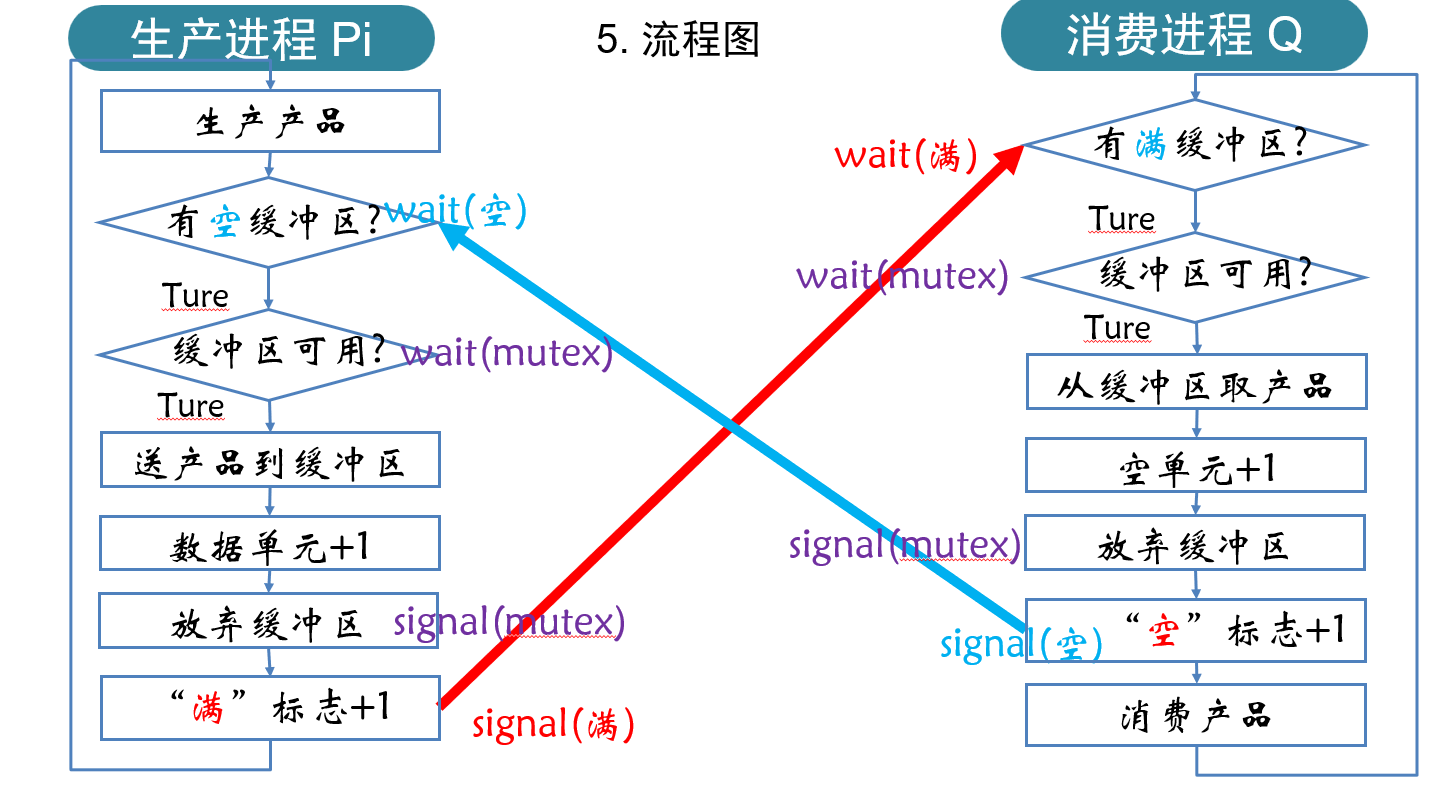 生产进程 Pi
5. 流程图
消费进程 Q
生产产品
有空缓冲区?
wait(空)
Ture
缓冲区可用?
wait(mutex)
Ture
送产品到缓冲区
数据单元+1
放弃缓冲区
signal(mutex)
“满”标志+1
signal(满)
wait(满)
有满缓冲区?
Ture
wait(mutex)
缓冲区可用?
Ture
从缓冲区取产品
空单元+1
signal(mutex)
放弃缓冲区
signal(空)
“空”标志+1
消费产品